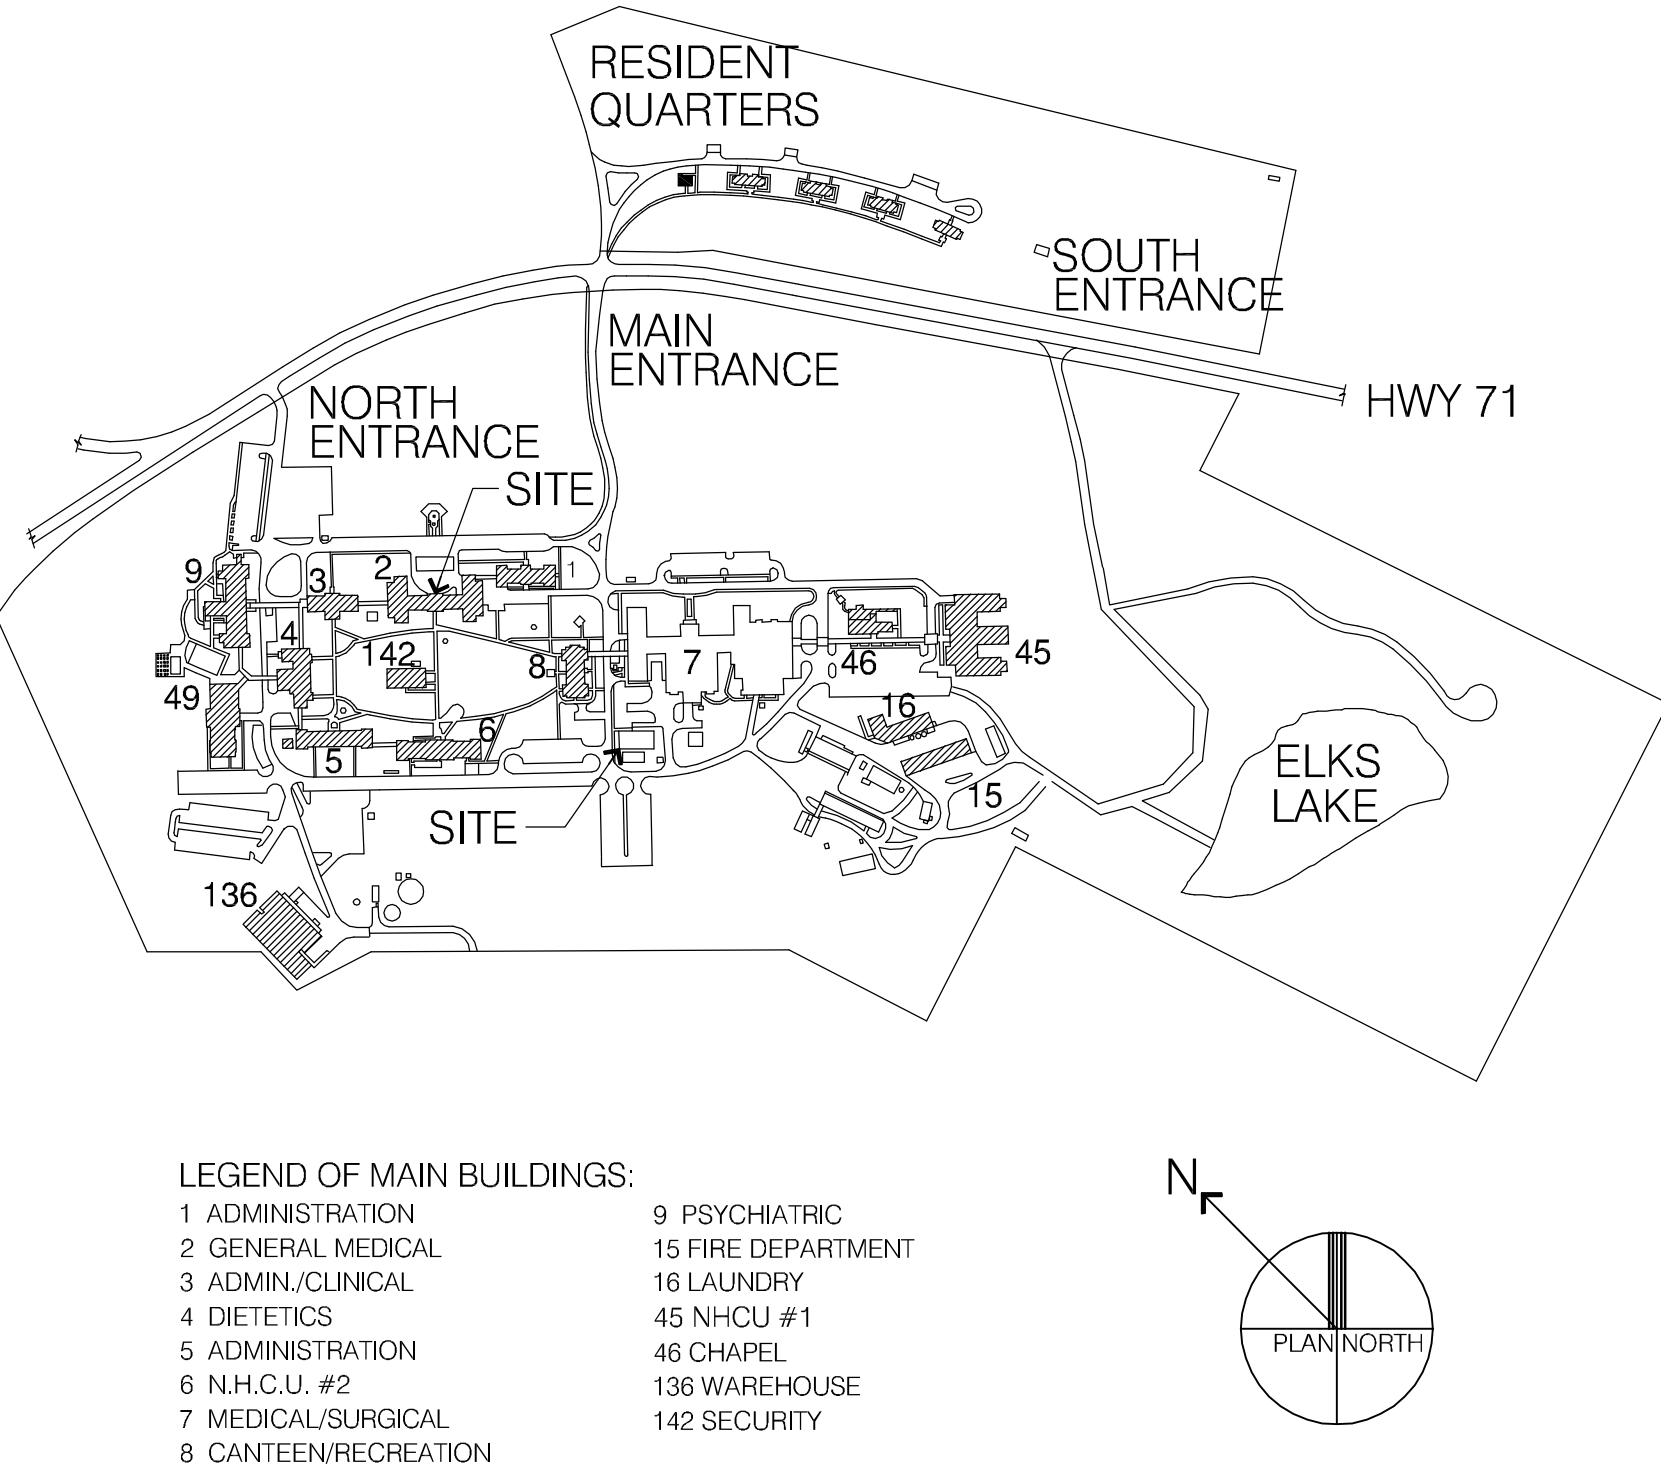 RESIDENT
QUARTERS
SOUTH
ENTRANCE
MAIN
ENTRANCE
HWY 71
NORTH
ENTRANCE
SITE
9
3
2
1
4
142
8
7
46
45
49
5
6
16
15
ELKS
LAKE
SITE
136
LEGEND OF MAIN BUILDINGS:
1 ADMINISTRATION
2 GENERAL MEDICAL
3 ADMIN./CLINICAL
4 DIETETICS
5 ADMINISTRATION
6 N.H.C.U. #2
7 MEDICAL/SURGICAL
8 CANTEEN/RECREATION
9 PSYCHIATRIC
15 FIRE DEPARTMENT
16 LAUNDRY
45 NHCU #1
46 CHAPEL
136 WAREHOUSE
142 SECURITY
N
PLAN NORTH